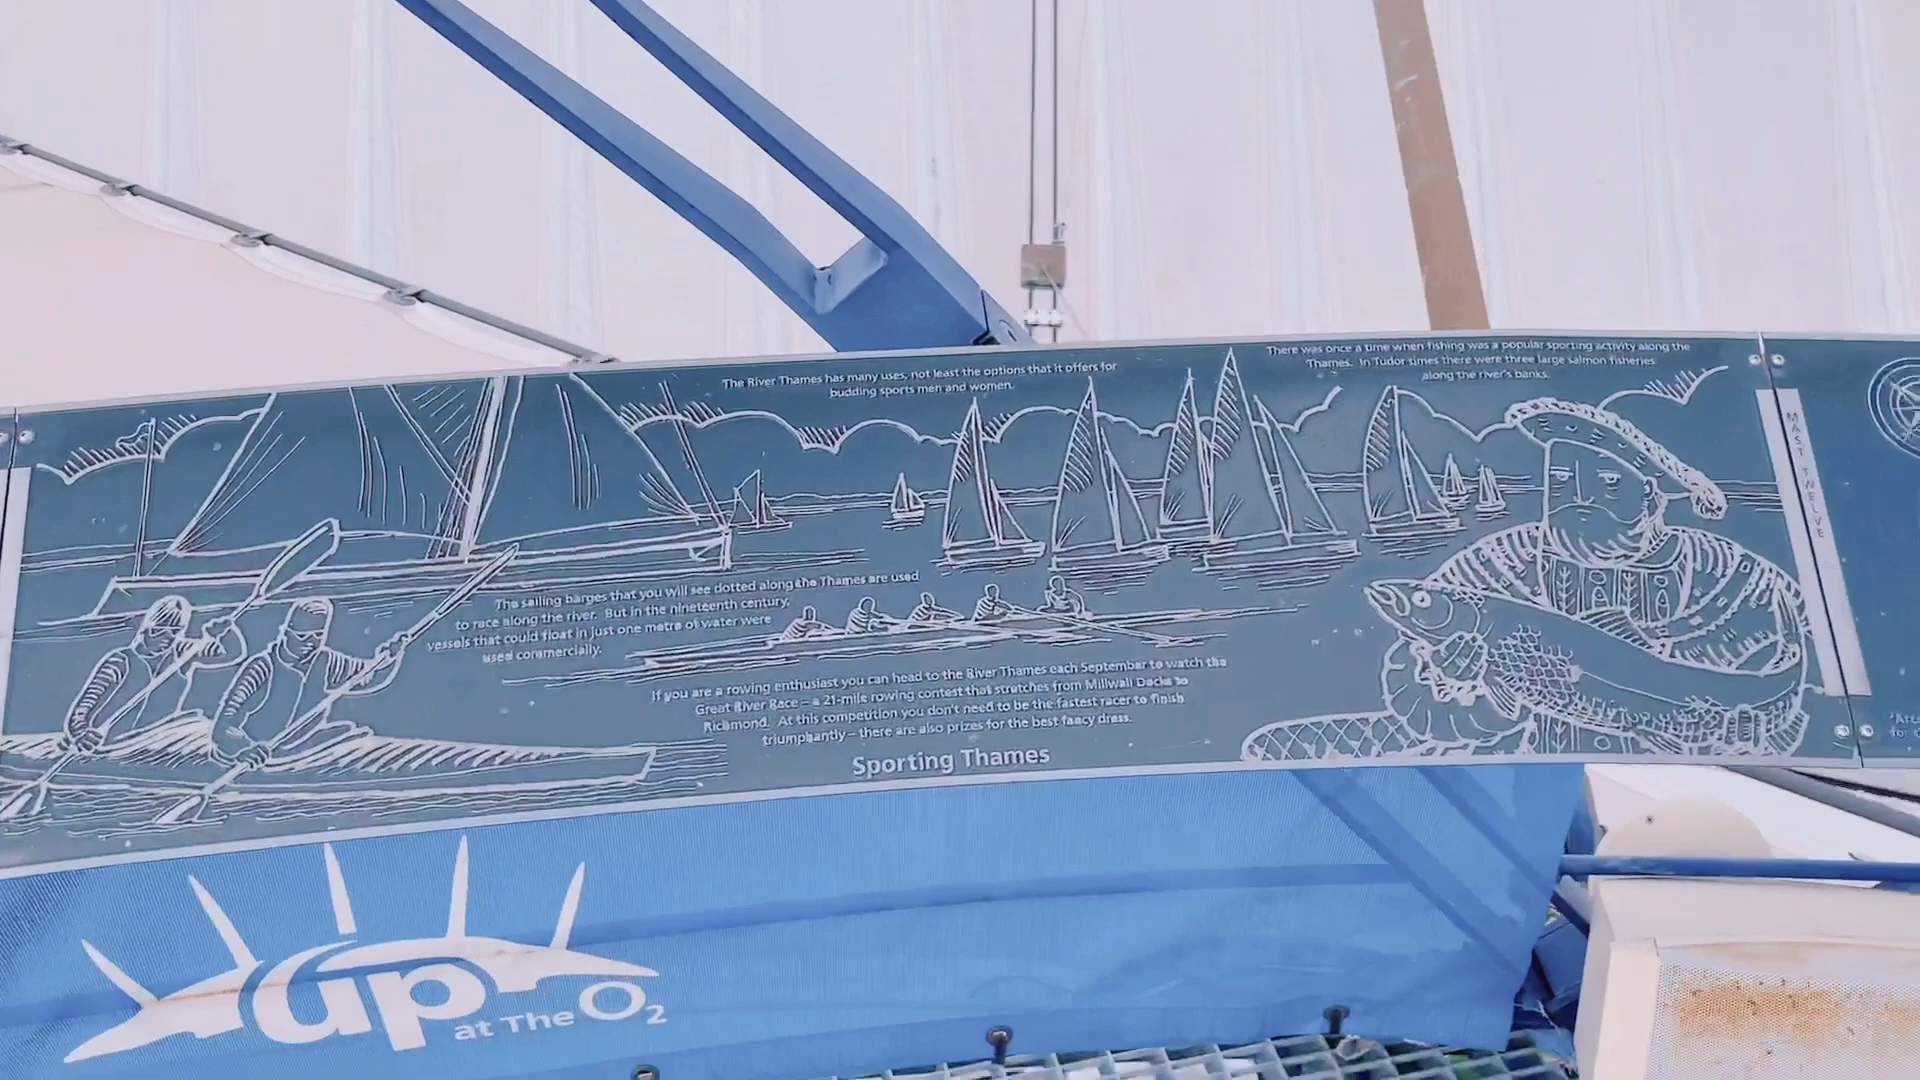 The River Thames has many uses, not least the options that it offers for
budding sports men and women.
There was once a time when fishing was a popular sporting activity along the
Thames. In Tudor times there were three large salmon fisheries
along the river's banks.
The sailing barges that you will see dotted along the Thames are used
to race along the river. But in the nineteenth century,
vessels that could float in just one metre of water were
used commercially.
If you are a rowing enthusiast you can head to the River Thames each September to watch the
Great River Race – a 21-mile rowing contest that stretches from Millwall Docks to
Richmond. At this competition you don't need to be the fastest racer to finish
triumphantly – there are also prizes for the best fancy dress.
Sporting Thames
MAST TWELVE
up
at The O2